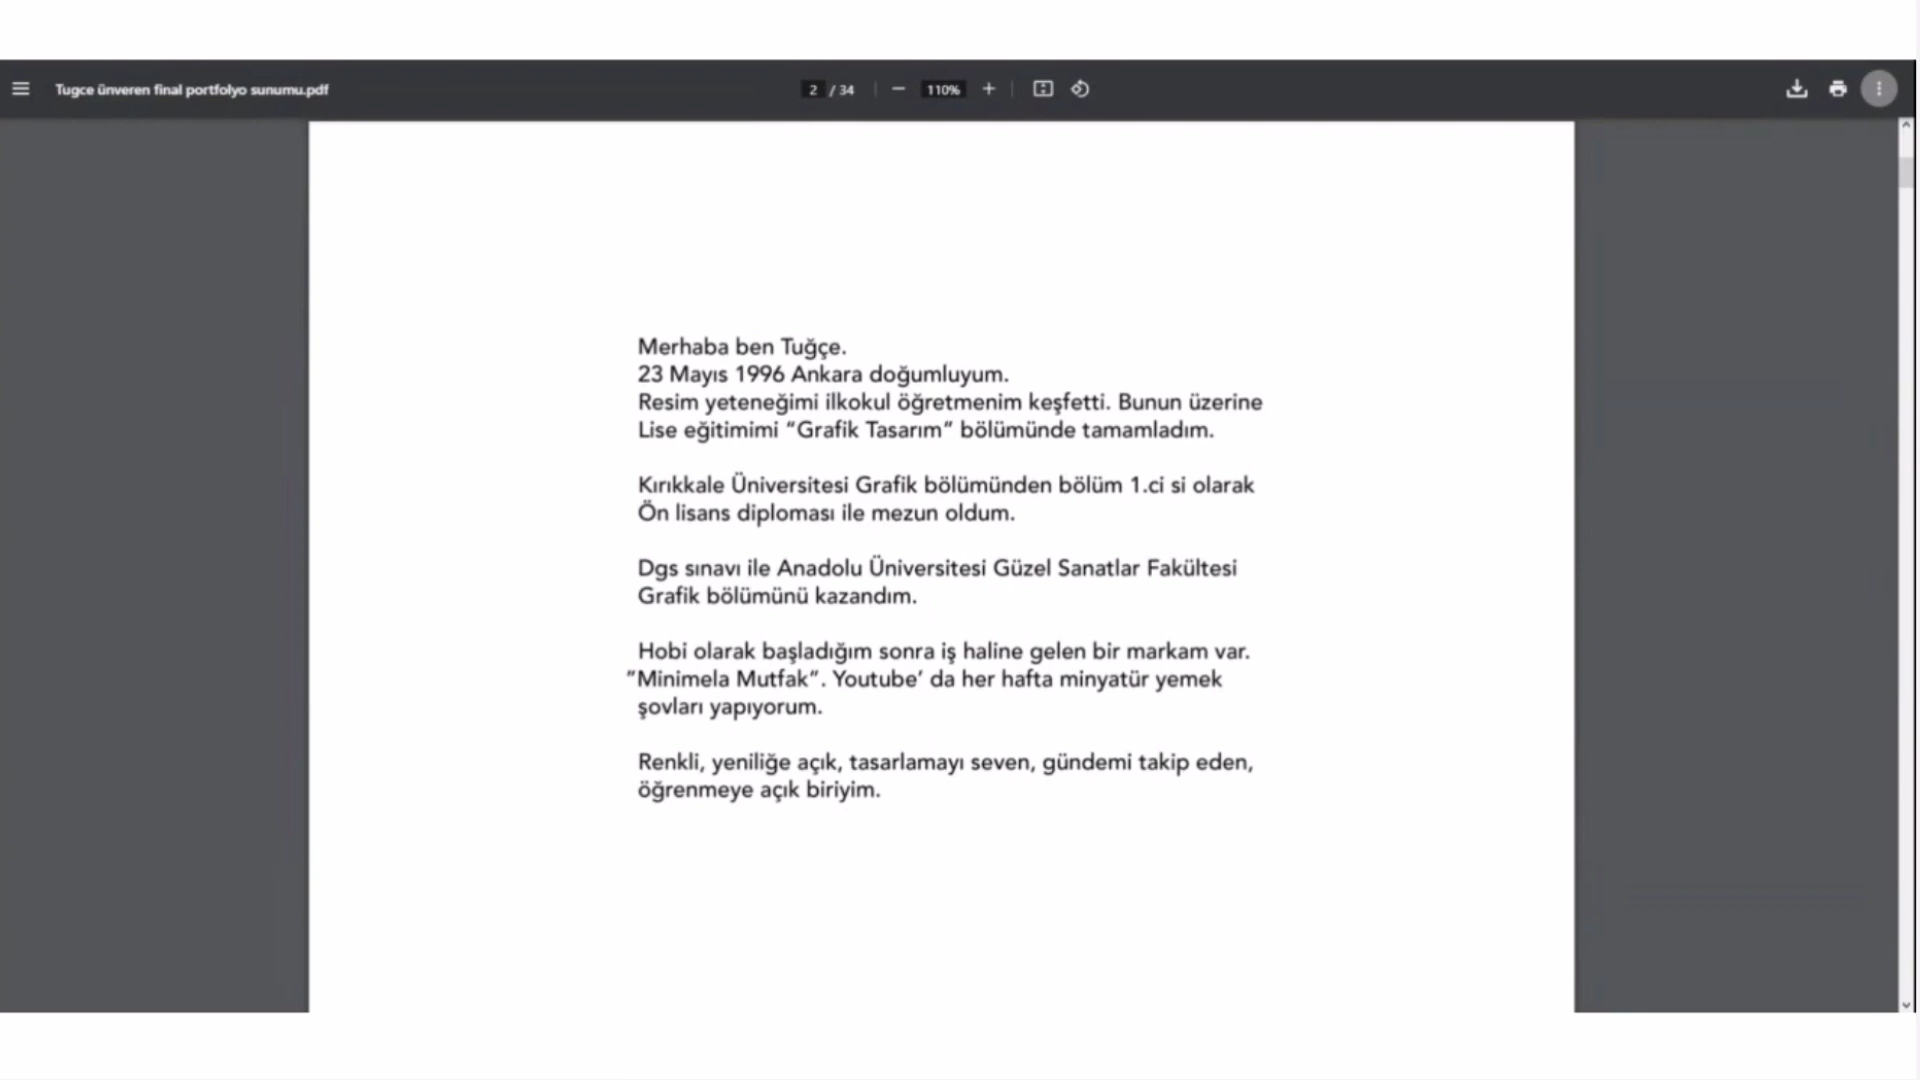 Tugce ünveren final portfolyo sunumu.pdf
2 / 34
110%
Merhaba ben Tuğçe.
23 Mayıs 1996 Ankara doğumluyum.
Resim yeteneğimi ilkokul öğretmenim keşfetti. Bunun üzerine
Lise eğitimimi “Grafik Tasarım” bölümünde tamamladım.
Kırıkkale Üniversitesi Grafik bölümünden bölüm 1.ci si olarak
Ön lisans diploması ile mezun oldum.
Dgs sınavı ile Anadolu Üniversitesi Güzel Sanatlar Fakültesi
Grafik bölümünü kazandım.
Hobi olarak başladığım sonra iş haline gelen bir markam var.
”Minimela Mutfak”. Youtube’ da her hafta minyatür yemek
şovları yapıyorum.
Renkli, yeniliğe açık, tasarlamayı seven, gündemi takip eden,
öğrenmeye açık biriyim.